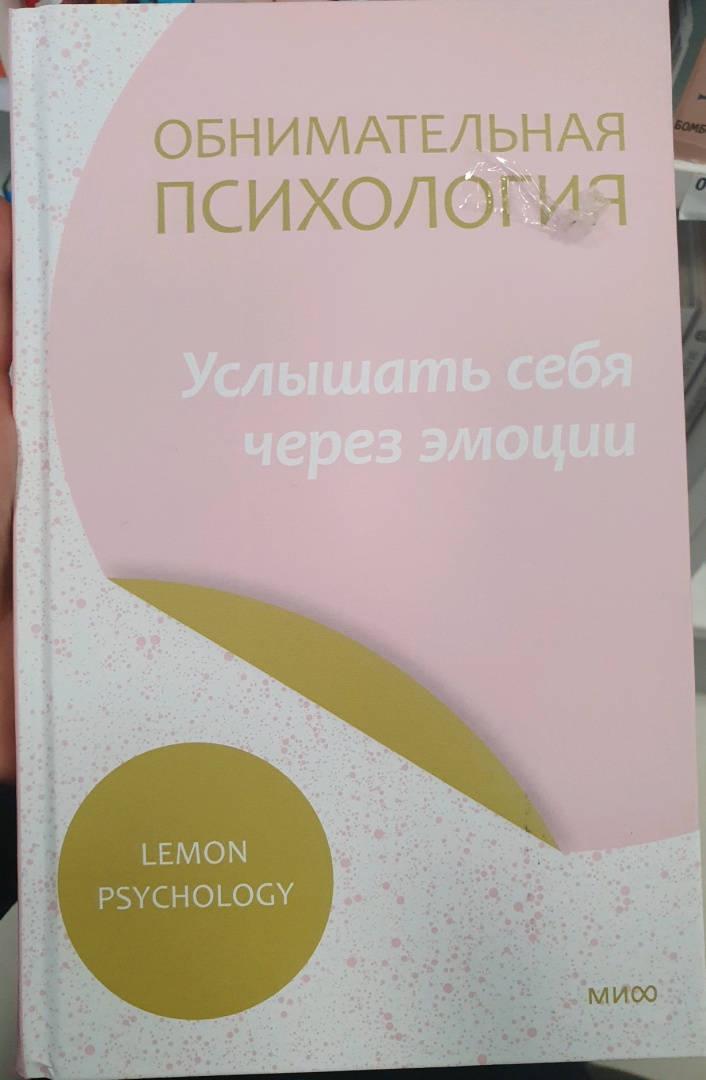 ОБНИМАТЕЛЬНАЯ
ПСИХОЛОГИЯ
Услышать себя
через эмоции
LEMON
PSYCHOLOGY
МИФ